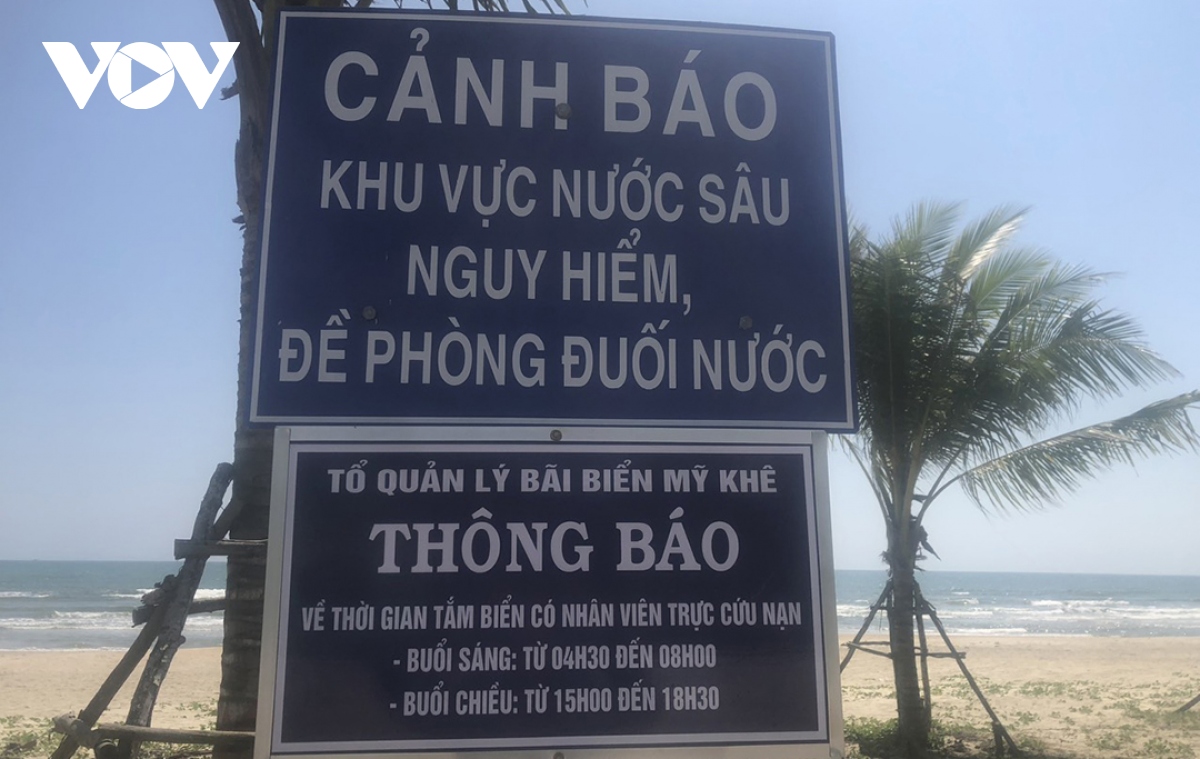 VOV
CẢNH BÁO
KHU VỰC NƯỚC SÂU
NGUY HIỂM,
ĐỀ PHÒNG ĐUỐI NƯỚC
TỔ QUẢN LÝ BÃI BIỂN MỸ KHÊ
THÔNG BÁO
VỀ THỜI GIAN TẮM BIỂN CÓ NHÂN VIÊN TRỰC CỨU NẠN
- BUỔI SÁNG: TỪ 04H30 ĐẾN 08H00
- BUỔI CHIỀU: TỪ 15H00 ĐẾN 18H30